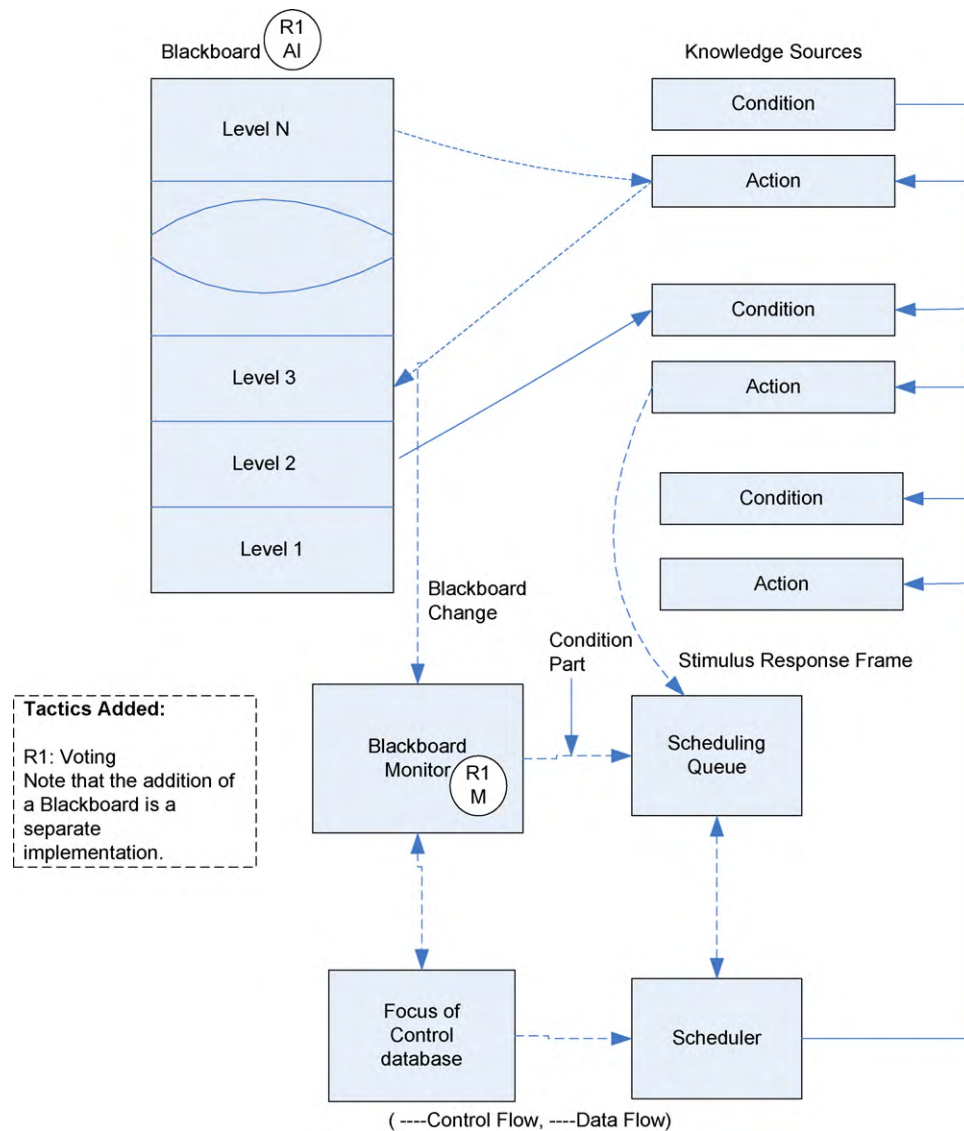 R1
AI
Blackboard
Knowledge Sources
Level N
Condition
Action
Condition
Level 3
Action
Level 2
Condition
Level 1
Action
Blackboard
Change
Condition
Part
Stimulus Response Frame
Tactics Added:
R1: Voting
Note that the addition of
a Blackboard is a
separate
implementation.
Blackboard
Monitor
R1
M
Scheduling
Queue
Focus of
Control
database
Scheduler
( ----Control Flow, ----Data Flow)